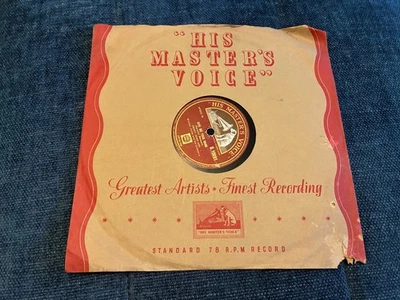 "HIS
MASTER'S
VOICE"
HIS MASTER'S VOICE
Greatest Artists ★ Finest Recording
"HIS MASTER'S VOICE"
STANDARD 78 R.P.M RECORD